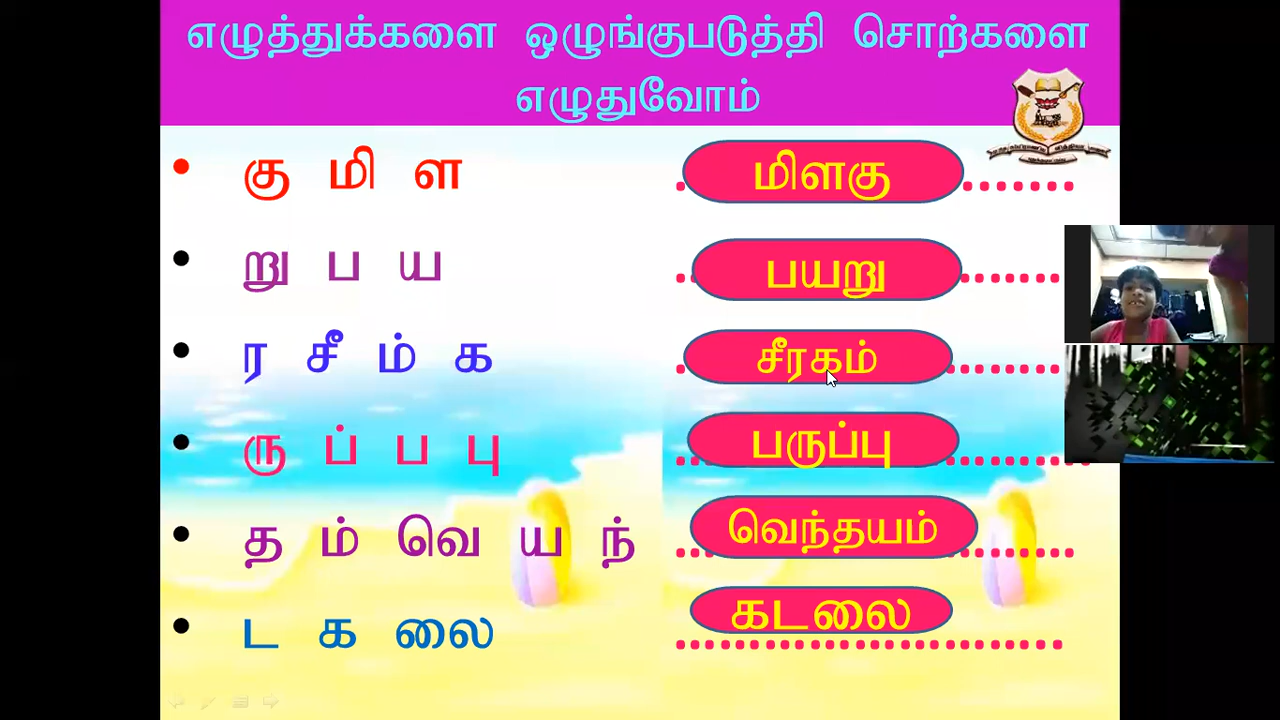 எழுத்துக்களை ஒழுங்குபடுத்தி சொற்களை
எழுதுவோம்
கு மி ள மிளகு
று ப ய பயறு
ர சீ ம் க சீரகம்
ரு ப் ப பு பருப்பு
த ம் வெ ய ந் வெந்தயம்
ட க லை கடலை